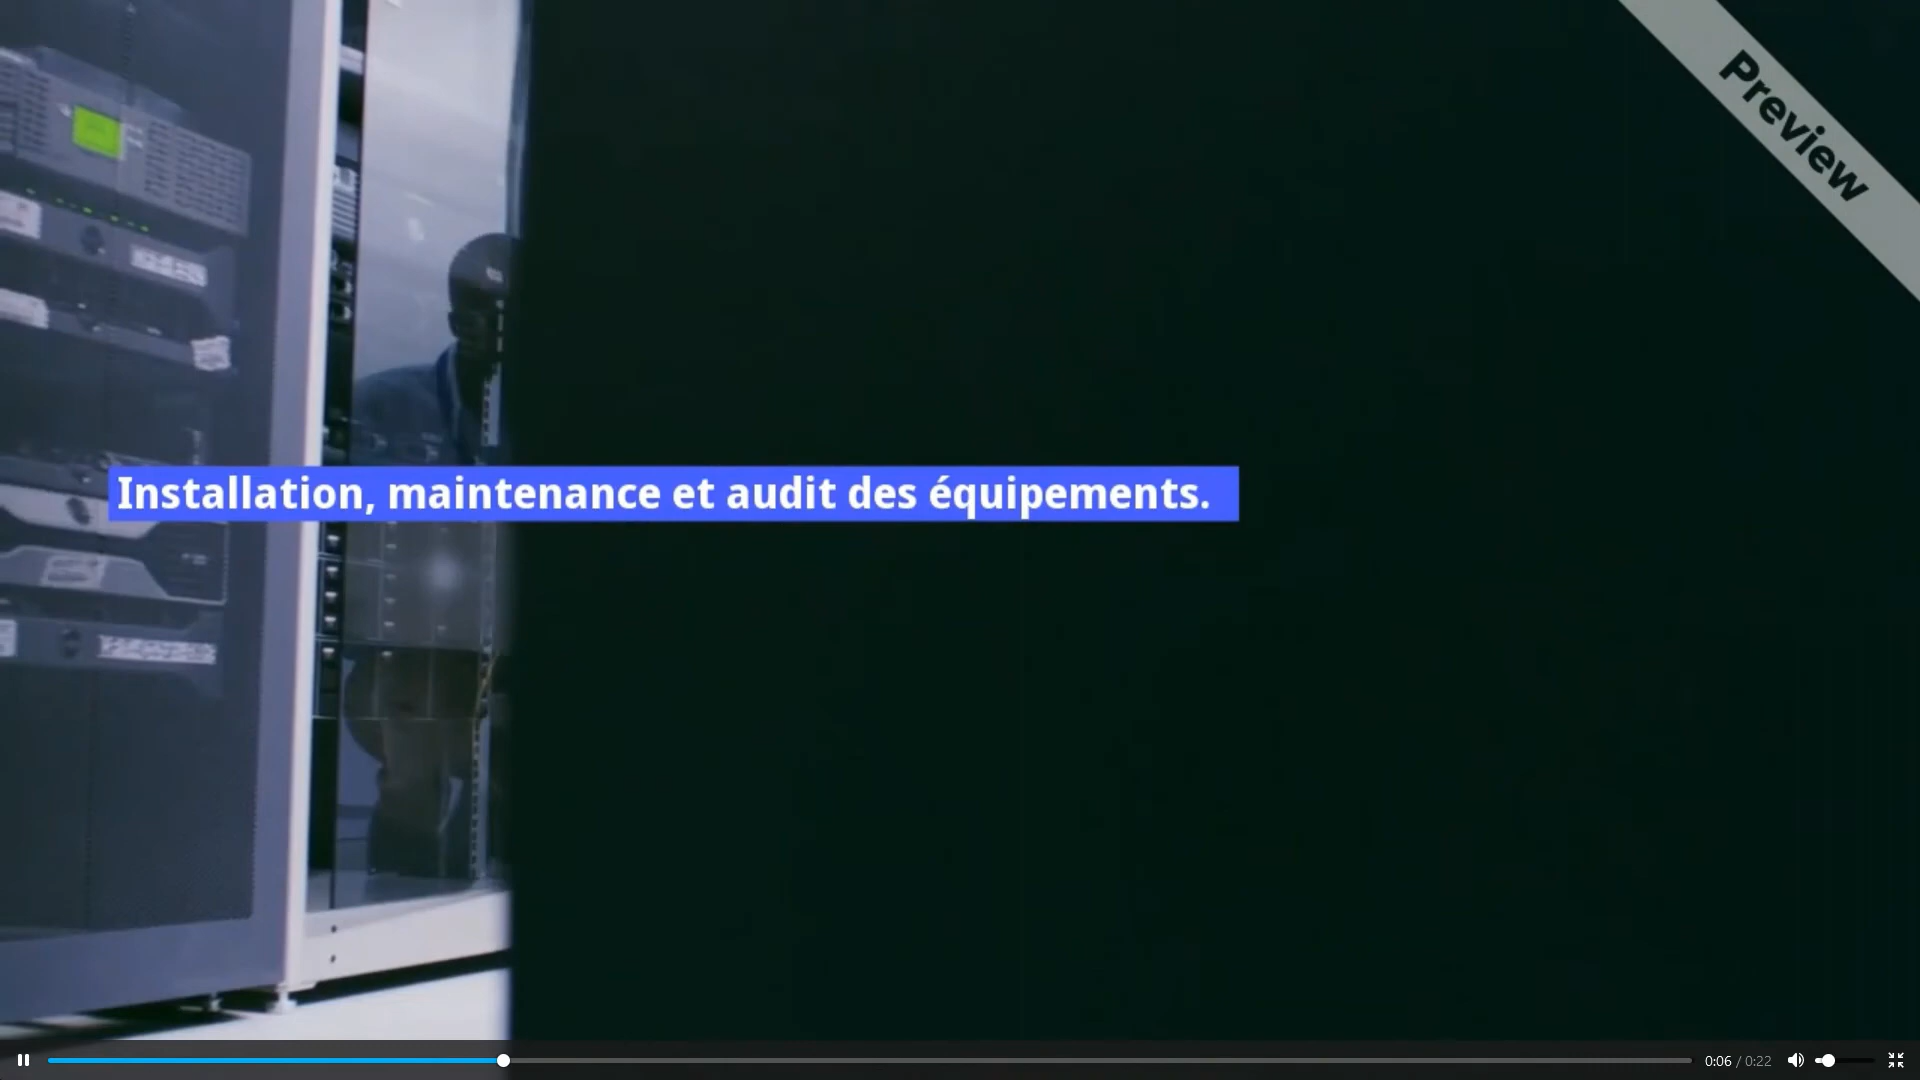 Preview
Installation, maintenance et audit des équipements.
0:06 / 0:22